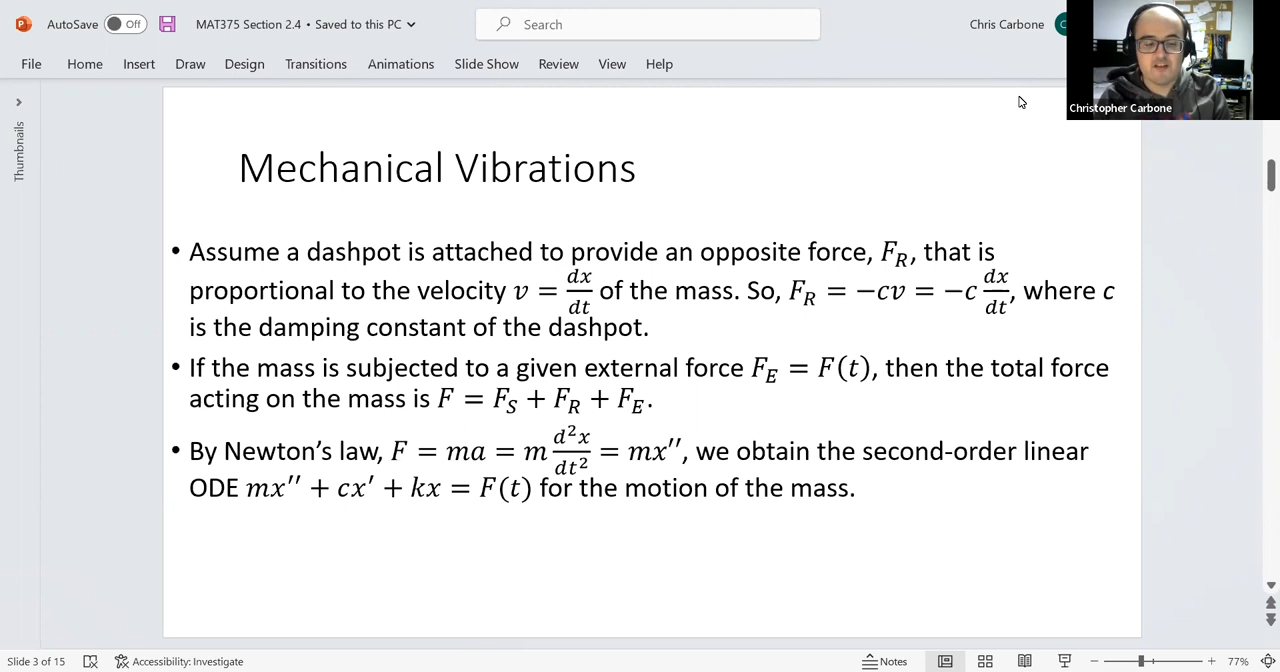 AutoSave Off MAT375 Section 2.4 • Saved to this PC Search Chris Carbone
File Home Insert Draw Design Transitions Animations Slide Show Review View Help
Christopher Carbone
Thumbnails
Mechanical Vibrations
• Assume a dashpot is attached to provide an opposite force, F_R, that is
proportional to the velocity v = dx/dt of the mass. So, F_R = −cv = −c dx/dt, where c
is the damping constant of the dashpot.
• If the mass is subjected to a given external force F_E = F(t), then the total force
acting on the mass is F = F_S + F_R + F_E.
• By Newton’s law, F = ma = m d²x/dt² = mx′′, we obtain the second-order linear
ODE mx′′ + cx′ + kx = F(t) for the motion of the mass.
Slide 3 of 15 Accessibility: Investigate Notes 77%